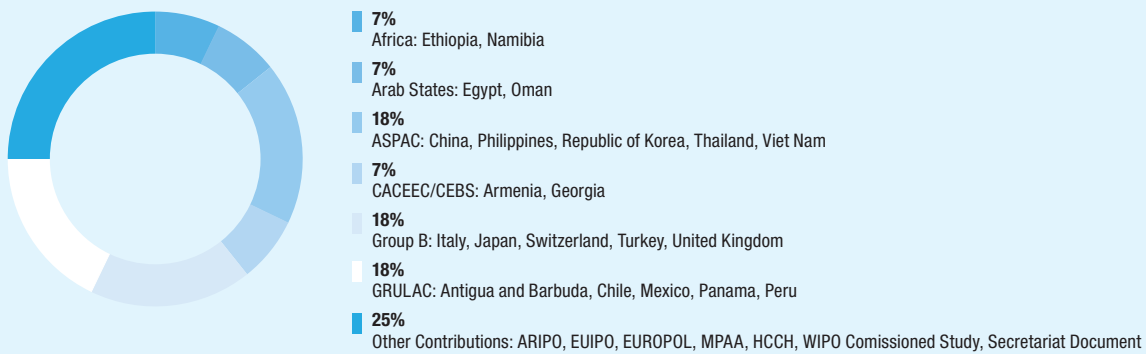 7%
Africa: Ethiopia, Namibia
7%
Arab States: Egypt, Oman
18%
ASPAC: China, Philippines, Republic of Korea, Thailand, Viet Nam
7%
CACEEC/CEBS: Armenia, Georgia
18%
Group B: Italy, Japan, Switzerland, Turkey, United Kingdom
18%
GRULAC: Antigua and Barbuda, Chile, Mexico, Panama, Peru
25%
Other Contributions: ARIPO, EUIPO, EUROPOL, MPAA, HCCH, WIPO Comissioned Study, Secretariat Document